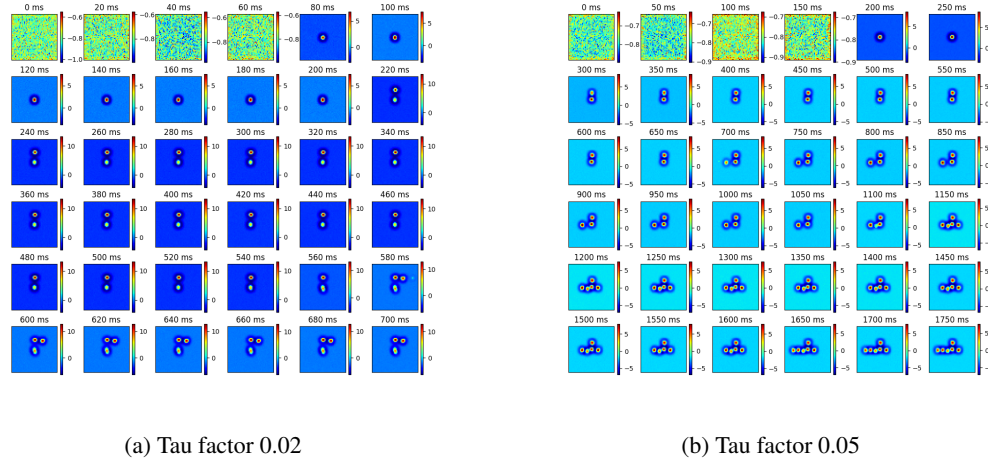 0 ms 20 ms 40 ms 60 ms 80 ms 100 ms
120 ms 140 ms 160 ms 180 ms 200 ms 220 ms
240 ms 260 ms 280 ms 300 ms 320 ms 340 ms
360 ms 380 ms 400 ms 420 ms 440 ms 460 ms
480 ms 500 ms 520 ms 540 ms 560 ms 580 ms
600 ms 620 ms 640 ms 660 ms 680 ms 700 ms
(a) Tau factor 0.02
0 ms 50 ms 100 ms 150 ms 200 ms 250 ms
300 ms 350 ms 400 ms 450 ms 500 ms 550 ms
600 ms 650 ms 700 ms 750 ms 800 ms 850 ms
900 ms 950 ms 1000 ms 1050 ms 1100 ms 1150 ms
1200 ms 1250 ms 1300 ms 1350 ms 1400 ms 1450 ms
1500 ms 1550 ms 1600 ms 1650 ms 1700 ms 1750 ms
(b) Tau factor 0.05